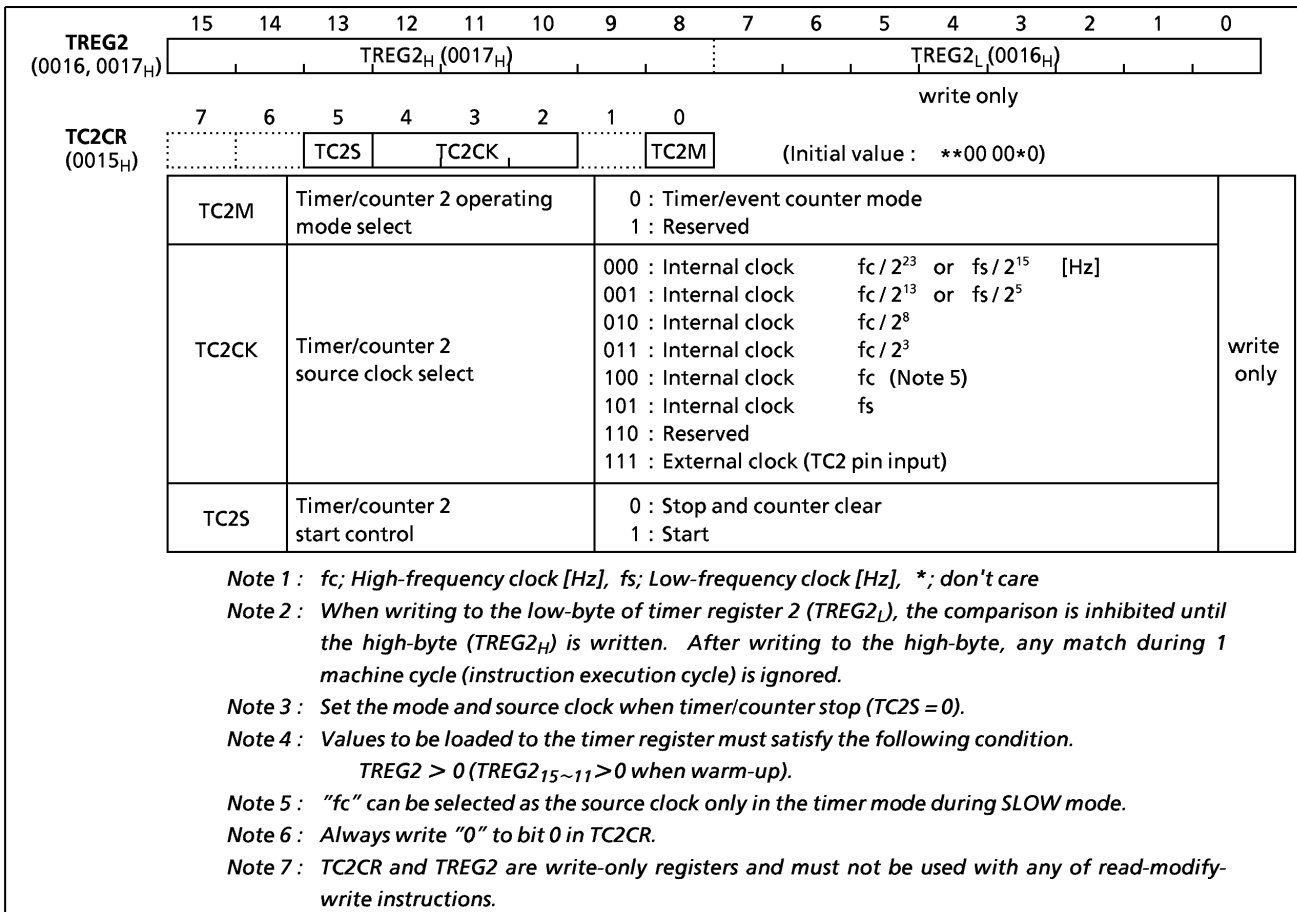 15 14 13 12 11 10 9 8 7 6 5 4 3 2 1 0
TREG2
(0016, 0017H)
TREG2H (0017H) TREG2L (0016H)
write only
7 6 5 4 3 2 1 0
TC2CR
(0015H)
TC2S TC2CK TC2M (Initial value : **00 00*0)
TC2M
Timer/counter 2 operating
mode select
0 : Timer/event counter mode
1 : Reserved
TC2CK
Timer/counter 2
source clock select
000 : Internal clock fc / 2²³ or fs / 2¹⁵ [Hz]
001 : Internal clock fc / 2¹³ or fs / 2⁵
010 : Internal clock fc / 2⁸
011 : Internal clock fc / 2³
100 : Internal clock fc (Note 5)
101 : Internal clock fs
110 : Reserved
111 : External clock (TC2 pin input)
TC2S
Timer/counter 2
start control
0 : Stop and counter clear
1 : Start
write
only
Note 1 : fc; High-frequency clock [Hz], fs; Low-frequency clock [Hz], *; don't care
Note 2 : When writing to the low-byte of timer register 2 (TREG2L), the comparison is inhibited until
the high-byte (TREG2H) is written. After writing to the high-byte, any match during 1
machine cycle (instruction execution cycle) is ignored.
Note 3 : Set the mode and source clock when timer/counter stop (TC2S = 0).
Note 4 : Values to be loaded to the timer register must satisfy the following condition.
TREG2 > 0 (TREG215~11>0 when warm-up).
Note 5 : "fc" can be selected as the source clock only in the timer mode during SLOW mode.
Note 6 : Always write "0" to bit 0 in TC2CR.
Note 7 : TC2CR and TREG2 are write-only registers and must not be used with any of read-modify-
write instructions.